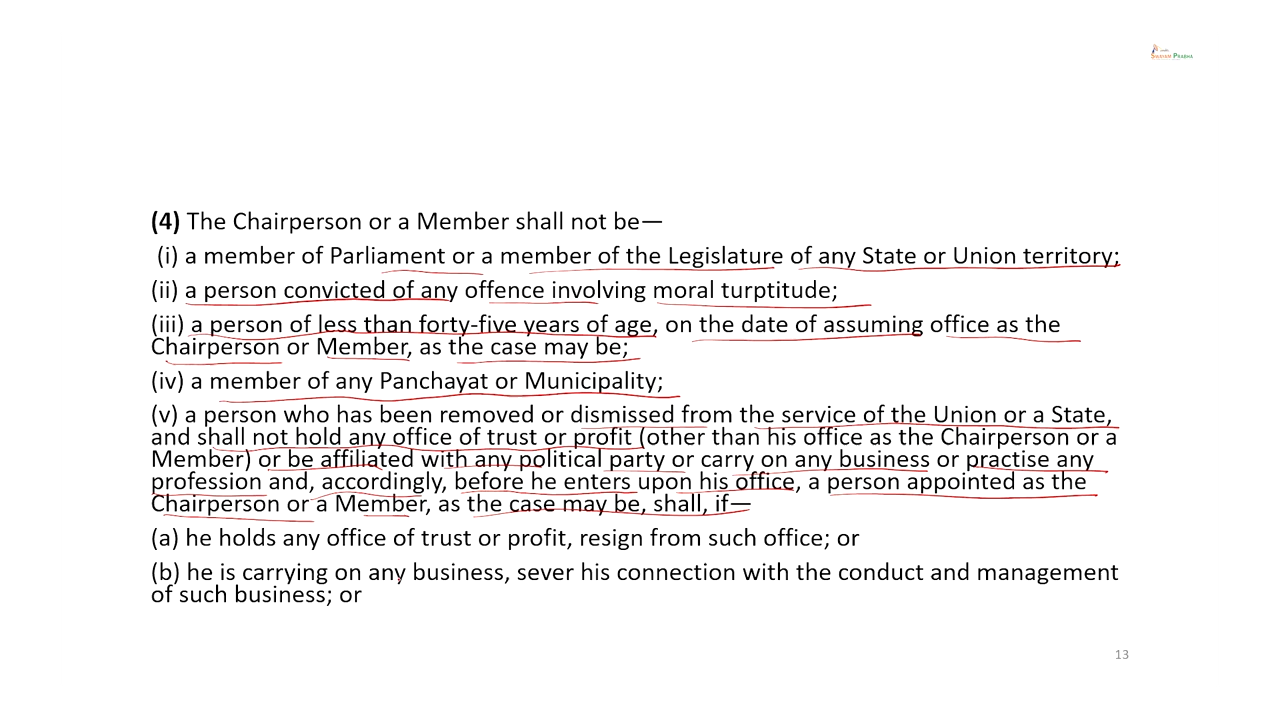 SWAYAM PRABHA
(4) The Chairperson or a Member shall not be—
(i) a member of Parliament or a member of the Legislature of any State or Union territory;
(ii) a person convicted of any offence involving moral turptitude;
(iii) a person of less than forty-five years of age, on the date of assuming office as the
Chairperson or Member, as the case may be;
(iv) a member of any Panchayat or Municipality;
(v) a person who has been removed or dismissed from the service of the Union or a State,
and shall not hold any office of trust or profit (other than his office as the Chairperson or a
Member) or be affiliated with any political party or carry on any business or practise any
profession and, accordingly, before he enters upon his office, a person appointed as the
Chairperson or a Member, as the case may be, shall, if—
(a) he holds any office of trust or profit, resign from such office; or
(b) he is carrying on any business, sever his connection with the conduct and management
of such business; or
13